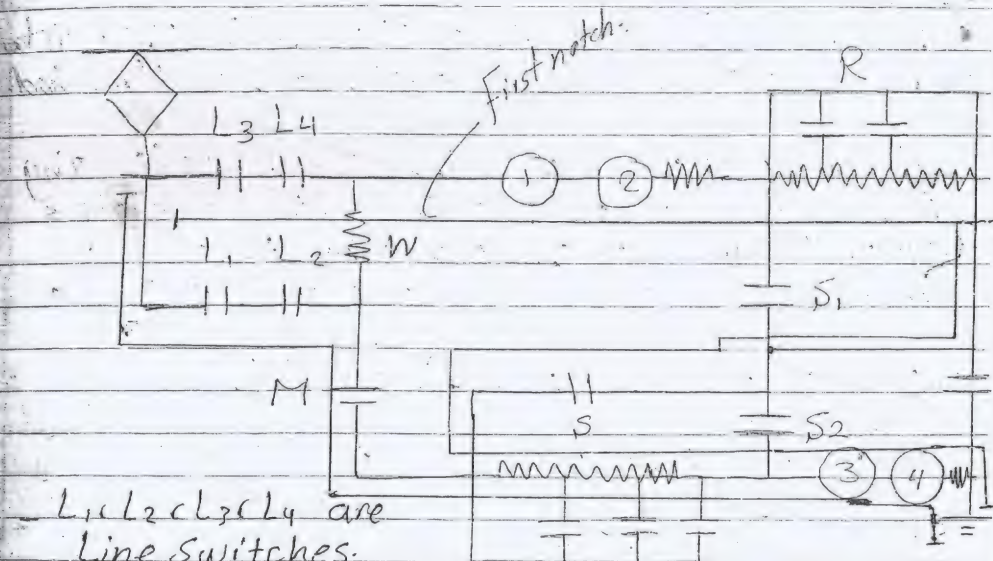 First notch.
R
L3 L4
1 2
L1 L2 W
S1
M
S
S2
3 4
L1 & L2 & L3 & L4 are
Line Switches.